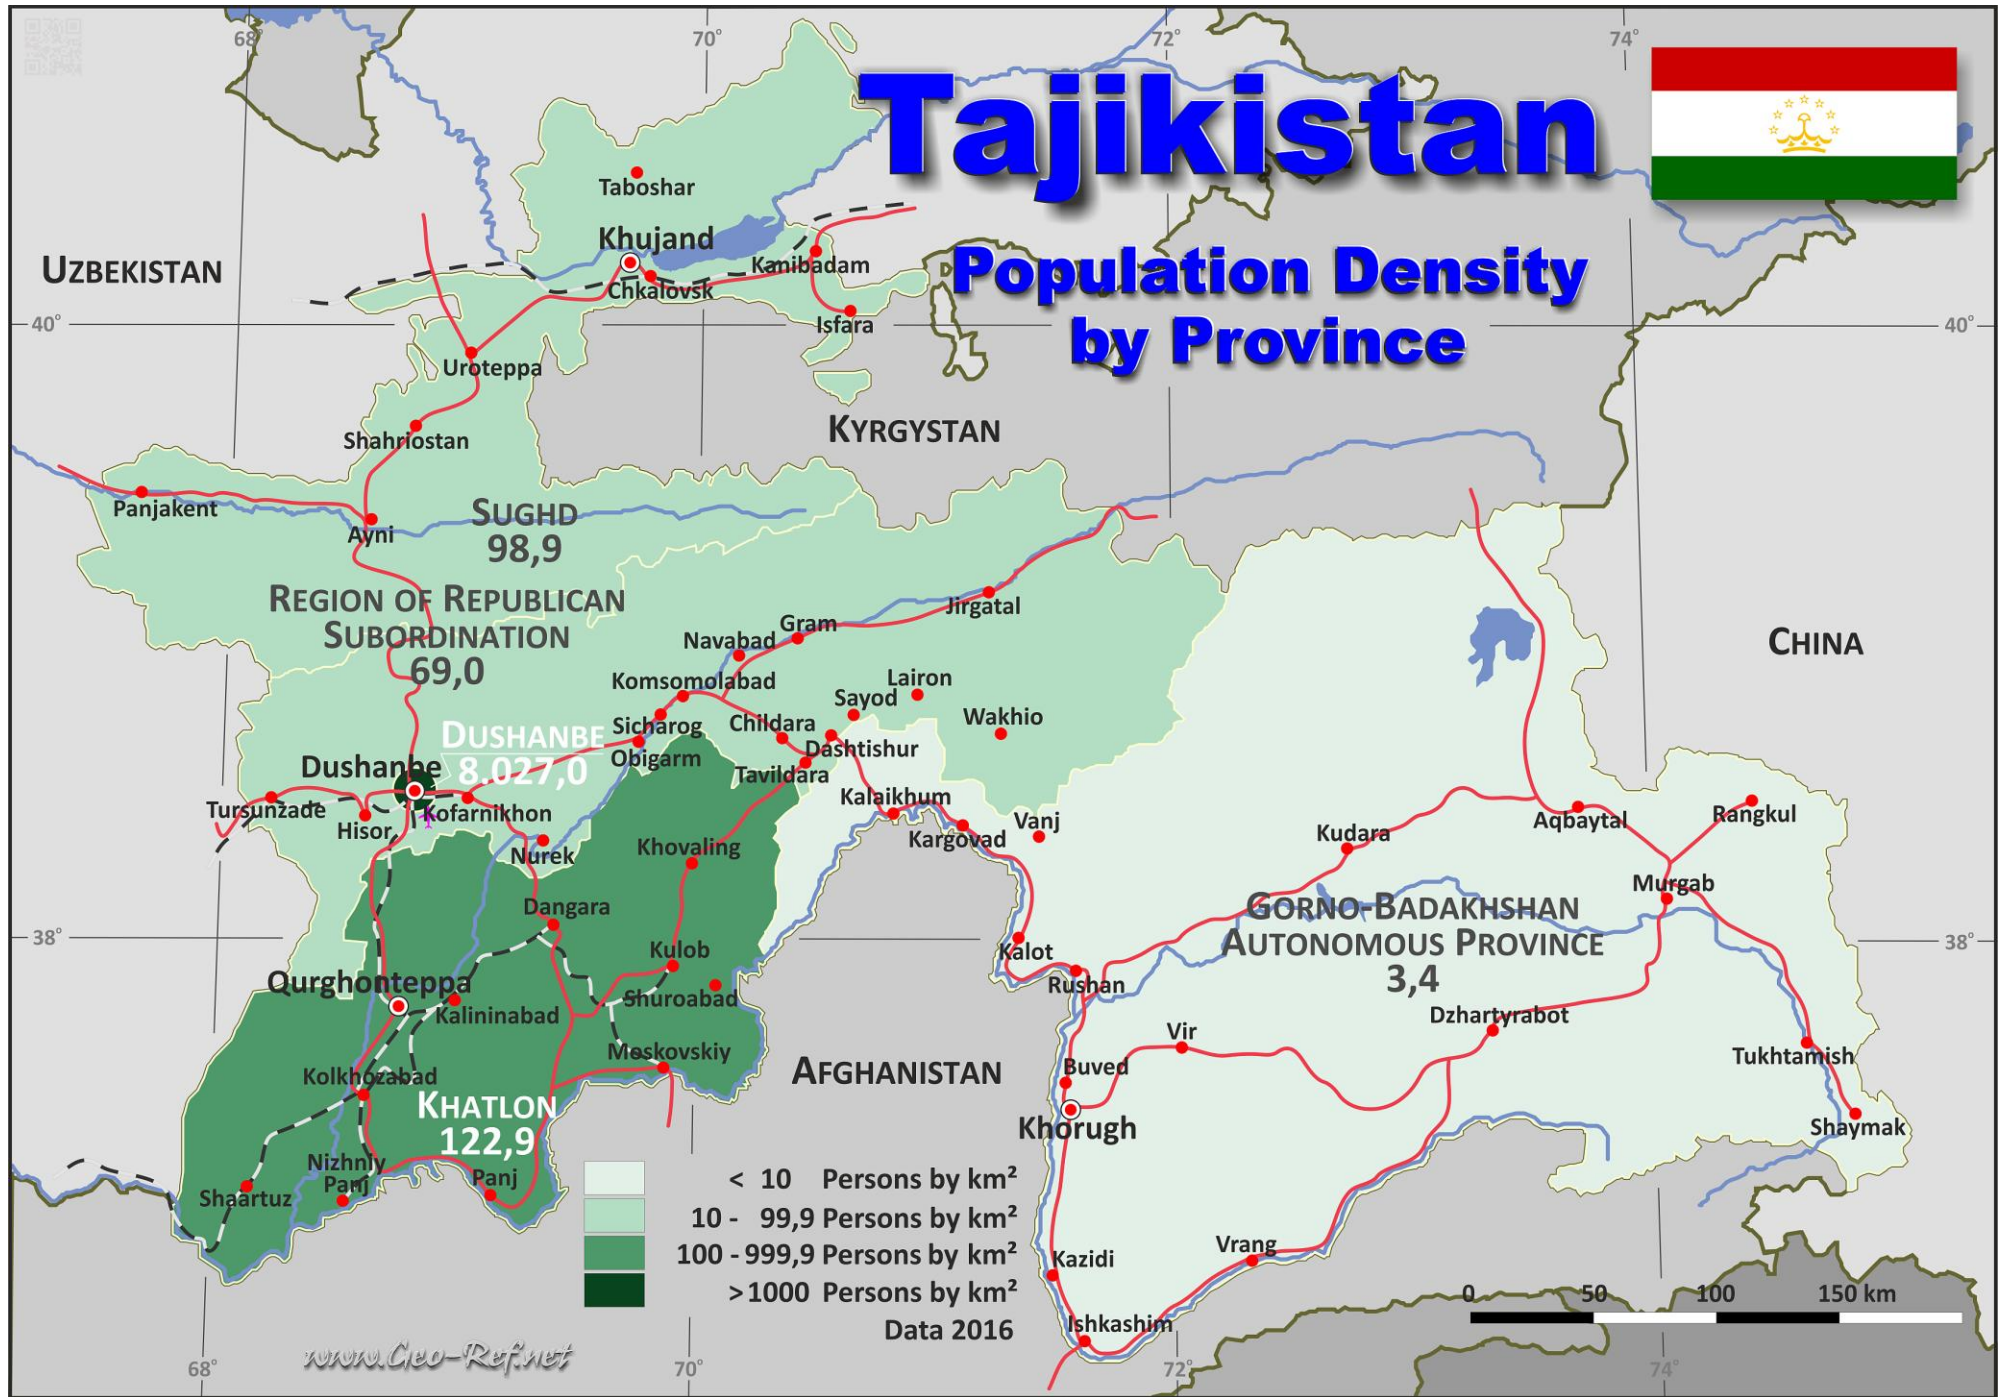 68°
70°
72°
74°
Tajikistan
Population Density
by Province
Taboshar
Khujand
UZBEKISTAN
Kanibadam
Chkalovsk
40°
Isfara
40°
Uroteppa
KYRGYSTAN
Shahriostan
Panjakent
SUGHD
98,9
Ayni
REGION OF REPUBLICAN
SUBORDINATION
69,0
Jirgatal
Gram
Navabad
CHINA
Komsomolabad
Lairon
Sayod
Wakhio
Sicharog
Childara
DUSHANBE
8.027,0
Dashtishur
Obigarm
Dushanbe
Tavildara
Kalaikhum
Tursunzade
Kofarnikhon
Hisor
Kargovad
Vanj
Kudara
Aqbaytal
Rangkul
Nurek
Khovaling
Murgab
Dangara
GORNO-BADAKHSHAN
AUTONOMOUS PROVINCE
3,4
38°
38°
Kulob
Kalot
Qurghonteppa
Shuroabad
Rushan
Kalininabad
Dzhartyrabot
Vir
Moskovskiy
Tukhtamish
Kolkhozabad
AFGHANISTAN
Buved
KHATLON
122,9
Khorugh
Shaymak
Nizhniy
Panj
Panj
Shaartuz
< 10 Persons by km²
10 - 99,9 Persons by km²
100 - 999,9 Persons by km²
>1000 Persons by km²
Data 2016
Vrang
Kazidi
Ishkashim
0 50 100 150 km
www.Geo-Ref.net
68°
70°
72°
74°